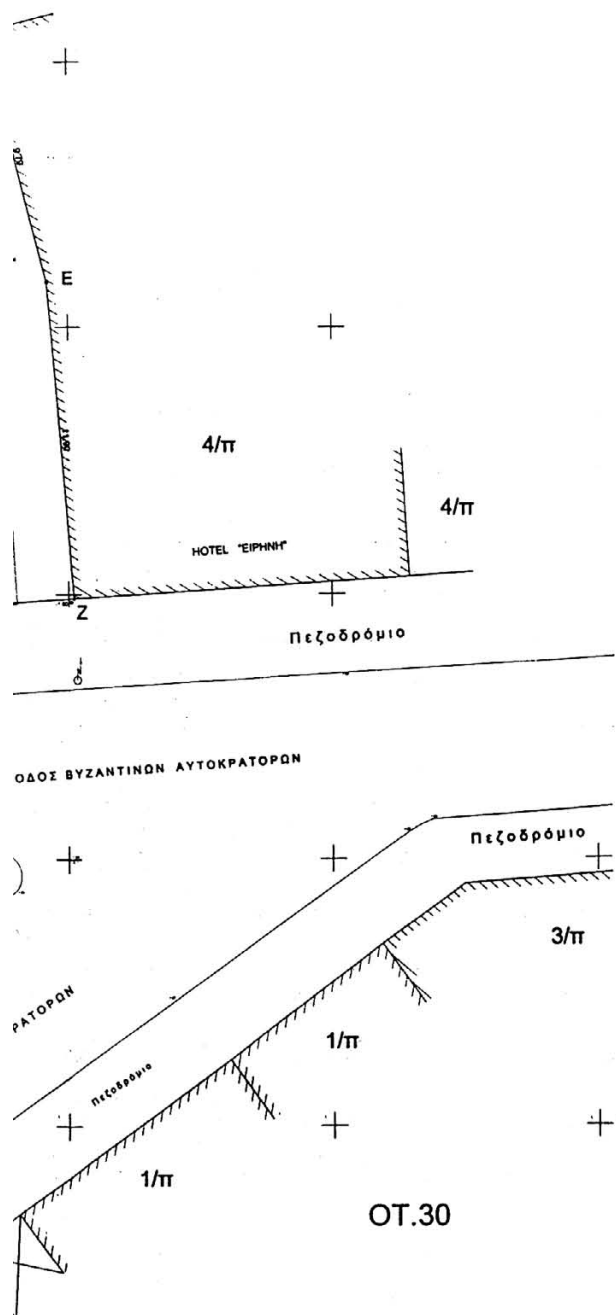 E
4/π
4/π
HOTEL "ΕΙΡΗΝΗ"
Z
Πεζοδρόμιο
ΟΔΟΣ ΒΥΖΑΝΤΙΝΩΝ ΑΥΤΟΚΡΑΤΟΡΩΝ
Πεζοδρόμιο
3/π
ΡΑΤΟΡΩΝ
1/π
Πεζοδρόμιο
1/π
ΟΤ.30